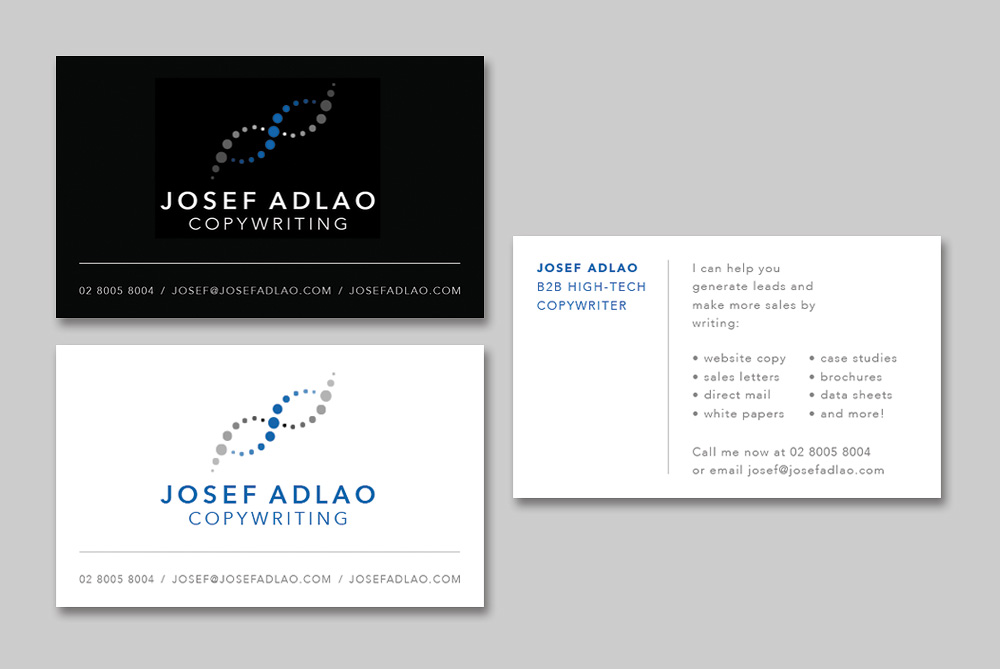 JOSEF ADLAO
COPYWRITING
02 8005 8004 / JOSEF@JOSEFADLAO.COM / JOSEFADLAO.COM
JOSEF ADLAO
COPYWRITING
02 8005 8004 / JOSEF@JOSEFADLAO.COM / JOSEFADLAO.COM
JOSEF ADLAO
B2B HIGH-TECH
COPYWRITER
I can help you
generate leads and
make more sales by
writing:
• website copy
• sales letters
• direct mail
• white papers
• case studies
• brochures
• data sheets
• and more!
Call me now at 02 8005 8004
or email josef@josefadlao.com